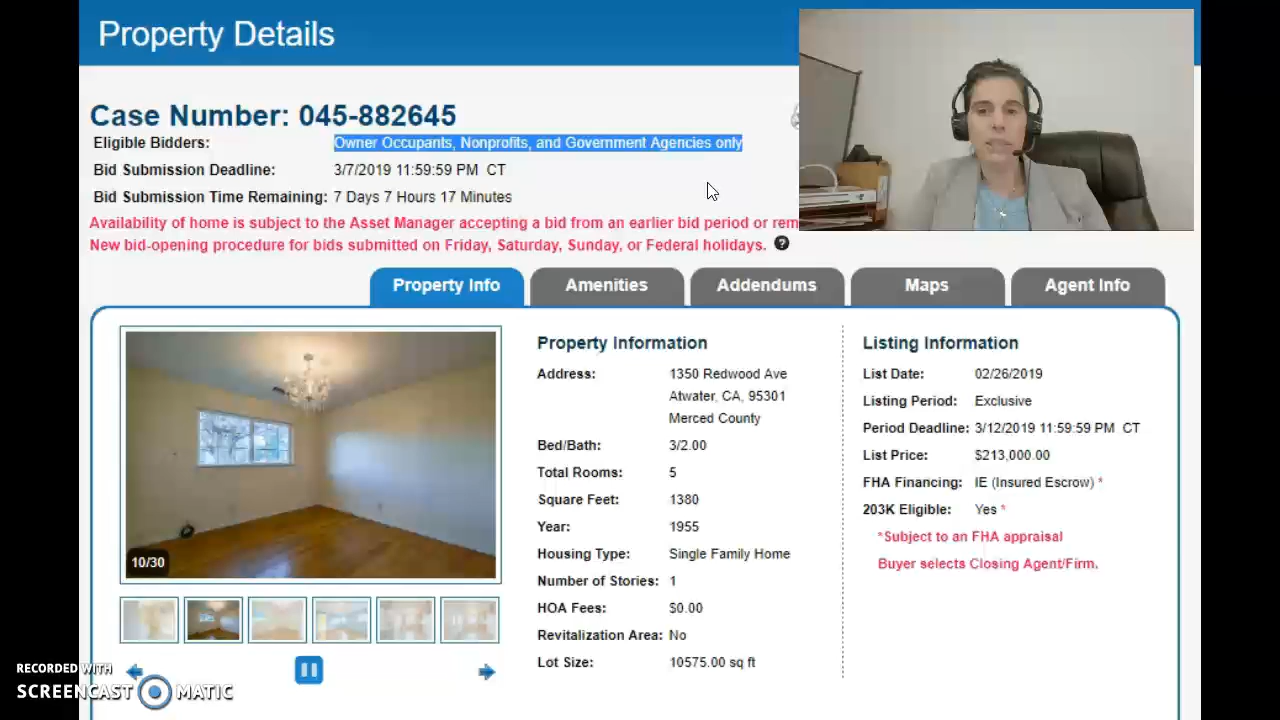 Property Details
Case Number: 045-882645
Eligible Bidders: Owner Occupants, Nonprofits, and Government Agencies only
Bid Submission Deadline: 3/7/2019 11:59:59 PM CT
Bid Submission Time Remaining: 7 Days 7 Hours 17 Minutes
Availability of home is subject to the Asset Manager accepting a bid from an earlier bid period or rem
New bid-opening procedure for bids submitted on Friday, Saturday, Sunday, or Federal holidays. ?
Property Info Amenities Addendums Maps Agent Info
10/30
Property Information
Address: 1350 Redwood Ave
Atwater, CA, 95301
Merced County
Bed/Bath: 3/2.00
Total Rooms: 5
Square Feet: 1380
Year: 1955
Housing Type: Single Family Home
Number of Stories: 1
HOA Fees: $0.00
Revitalization Area: No
Lot Size: 10575.00 sq ft
Listing Information
List Date: 02/26/2019
Listing Period: Exclusive
Period Deadline: 3/12/2019 11:59:59 PM CT
List Price: $213,000.00
FHA Financing: IE (Insured Escrow) *
203K Eligible: Yes *
*Subject to an FHA appraisal
Buyer selects Closing Agent/Firm.
RECORDED WITH
SCREENCAST MATIC